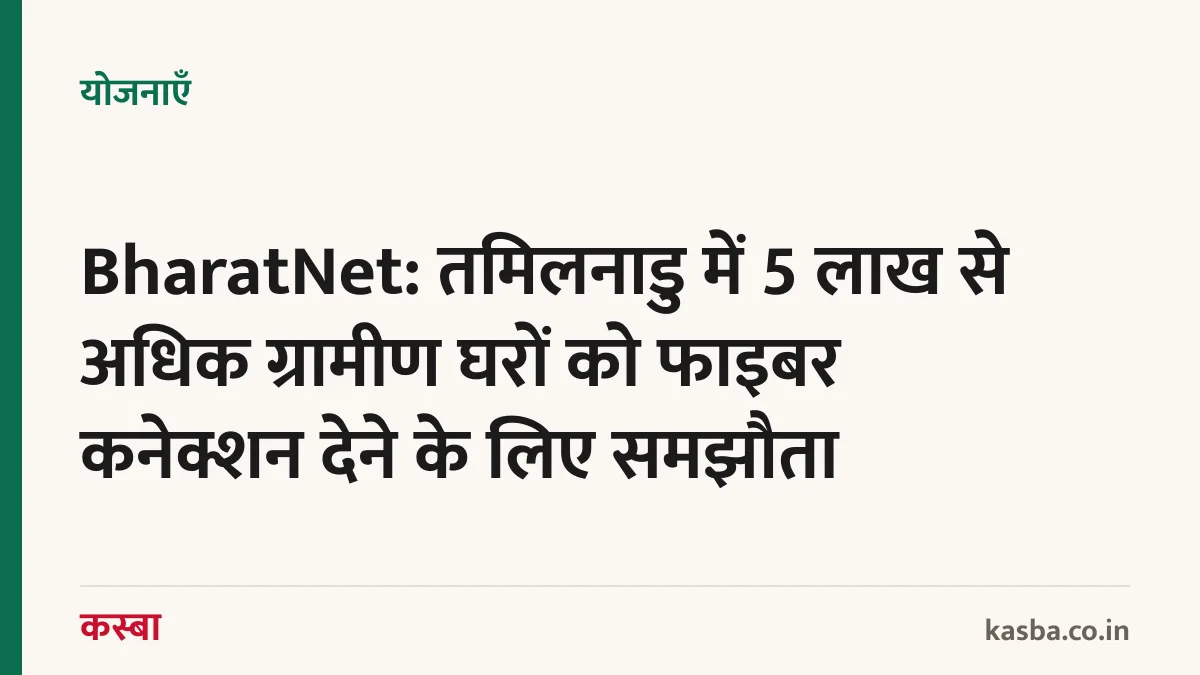 योजनाएँ
BharatNet: तमिलनाडु में 5 लाख से
अधिक ग्रामीण घरों को फाइबर
कनेक्शन देने के लिए समझौता
कस्बा
kasba.co.in